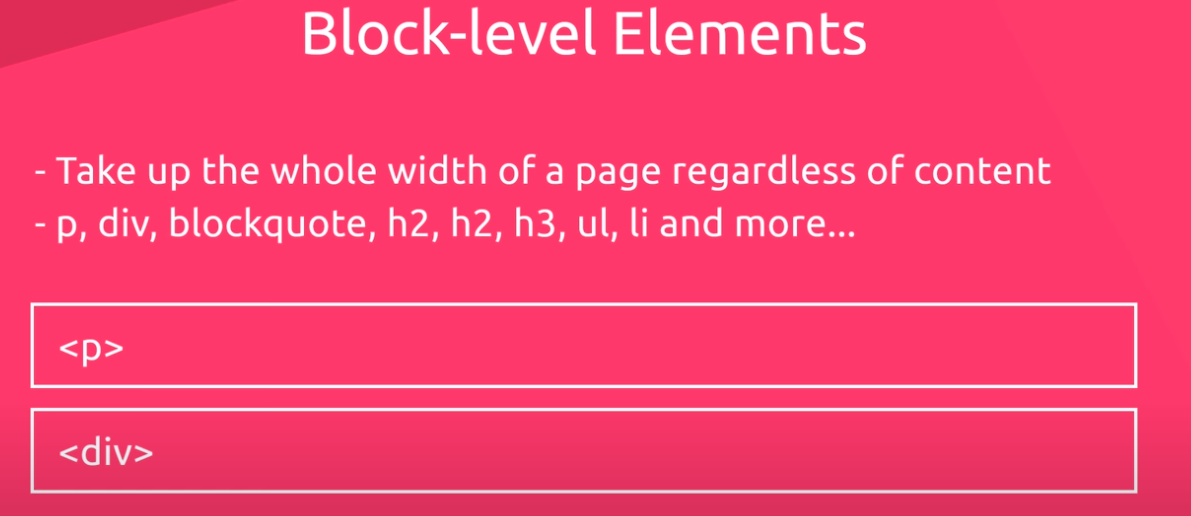 Block-level Elements
- Take up the whole width of a page regardless of content
- p, div, blockquote, h2, h2, h3, ul, li and more...
<p>
<div>